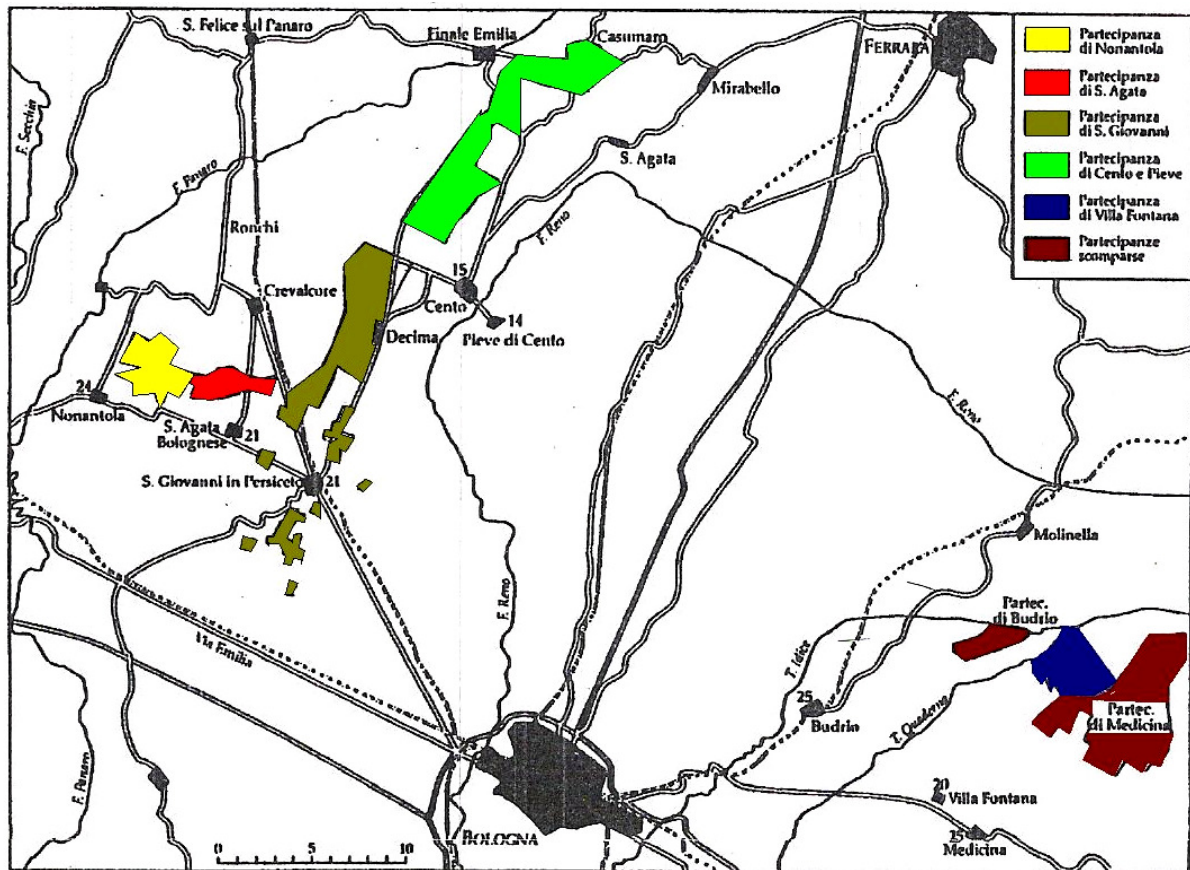 S. Felice sul Panaro
Finale Emilia
Casumaro
FERRARA
Mirabello
F. Secchia
S. Agata
F. Panaro
F. Reno
Ronchi
Crevalcore
15
Cento
14
Pieve di Cento
Decima
24
Nonantola
S. Agata
Bolognese
21
S. Giovanni in Persiceto
21
F. Reno
Molinella
F. Reno
Via Emilia
Partec.
di Budrio
T. Idice
25
Budrio
T. Quaderna
Partec.
di Medicina
F. Panaro
20
Villa Fontana
25
Medicina
BOLOGNA
0 5 10
Partecipanza
di Nonantola
Partecipanza
di S. Agata
Partecipanza
di S. Giovanni
Partecipanza
di Cento e Pieve
Partecipanza
di Villa Fontana
Partecipanze
scomparse